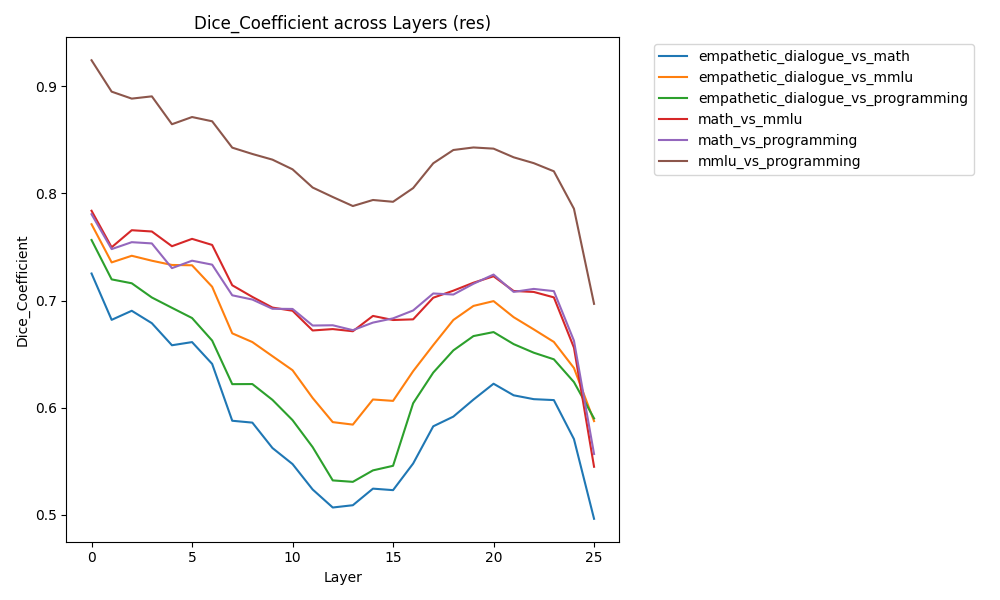 Dice_Coefficient across Layers (res)
Dice_Coefficient
0.9
0.8
0.7
0.6
0.5
0
5
10
15
20
25
Layer
empathetic_dialogue_vs_math
empathetic_dialogue_vs_mmlu
empathetic_dialogue_vs_programming
math_vs_mmlu
math_vs_programming
mmlu_vs_programming